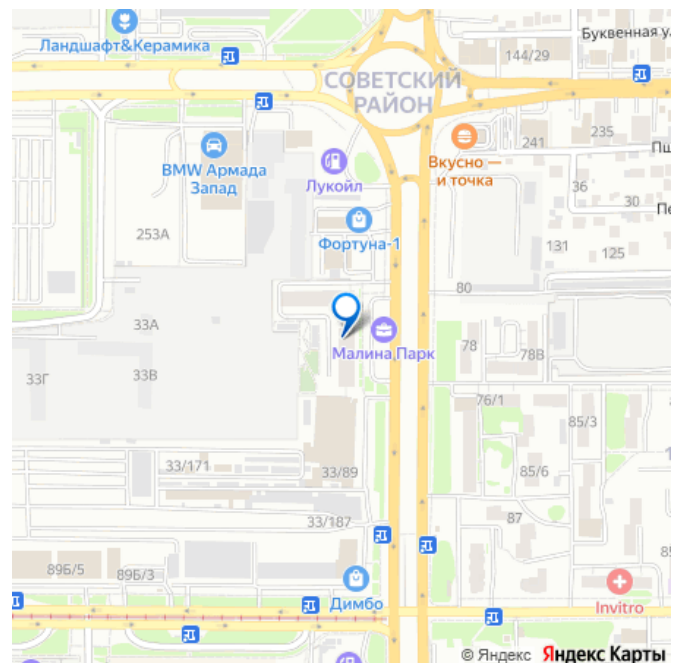 Буквенная у
Ландшафт&Керамика
144/29
СОВЕТСКИЙ
РАЙОН
235
241
Вкусно —
и точка
BMW Армада
Запад
Лукойл
36
30
Фортуна-1
253А
131
125
80
33А
Малина Парк
78
78В
33Г
33В
76/1
85/3
33/171
33/89
85/6
33/187
87
89Б/5
89Б/3
Димбо
Invitro
© Яндекс Яндекс Карты